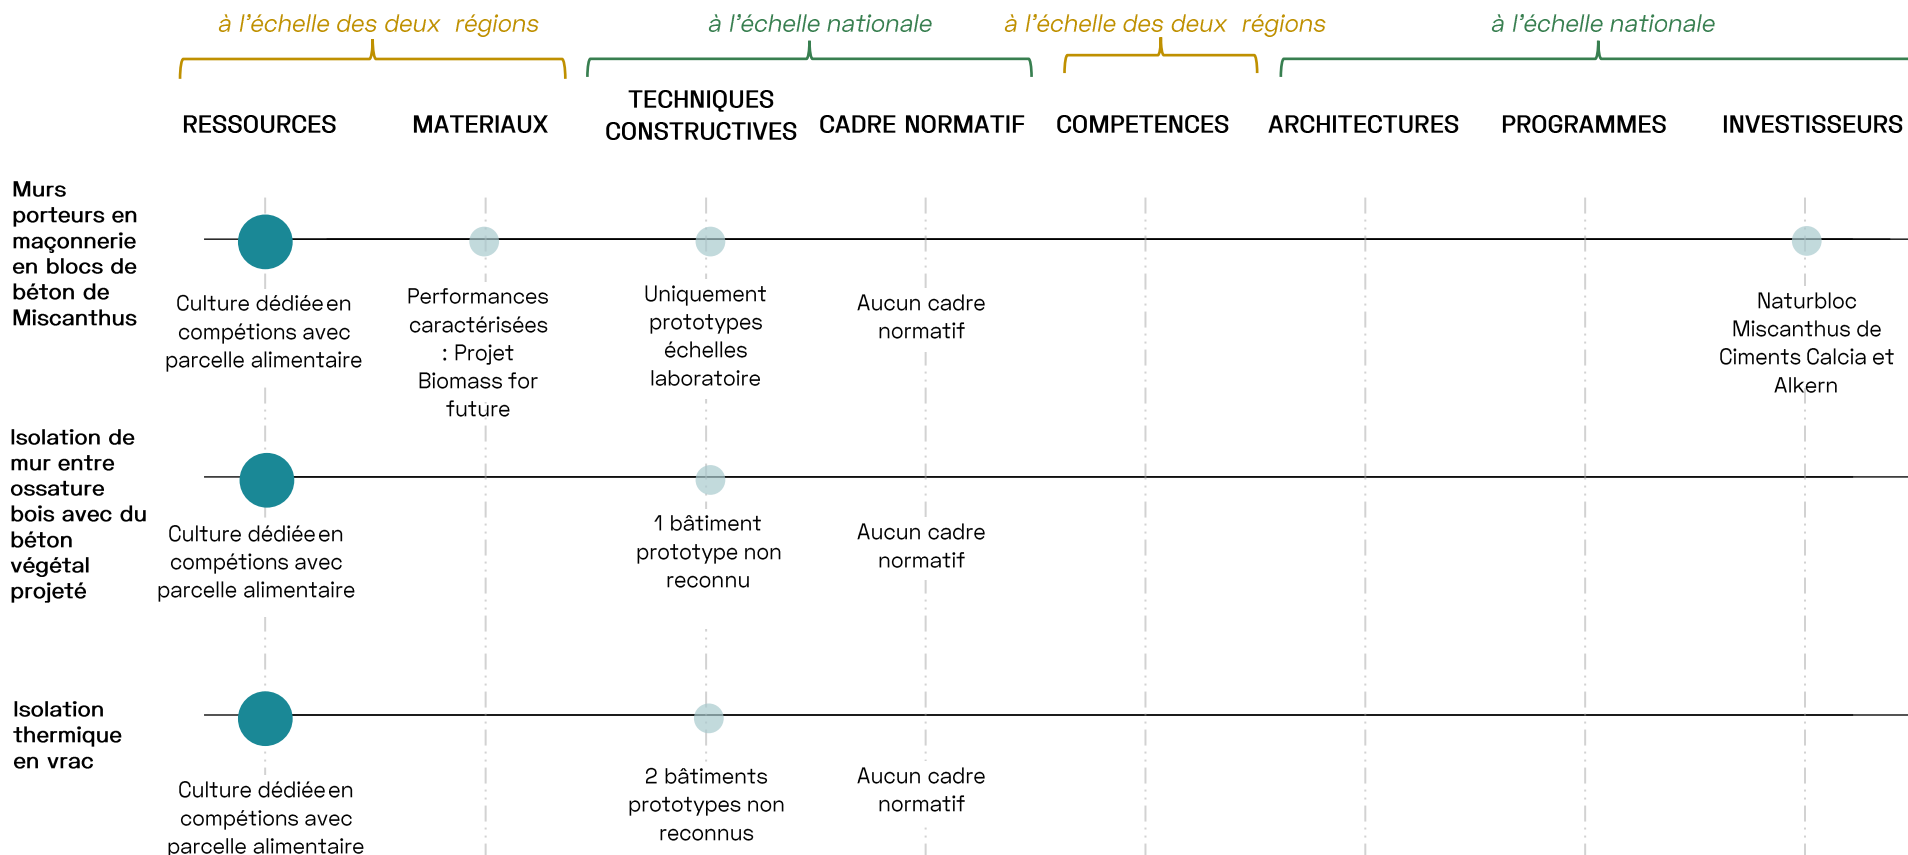 à l'échelle des deux régions
à l'échelle nationale
à l'échelle des deux régions
à l'échelle nationale
RESSOURCES
MATERIAUX
TECHNIQUES
CONSTRUCTIVES
CADRE NORMATIF
COMPETENCES
ARCHITECTURES
PROGRAMMES
INVESTISSEURS
Murs
porteurs en
maçonnerie
en blocs de
béton de
Miscanthus
Culture dédiée en
compétions avec
parcelle alimentaire
Performances
caractérisées
: Projet
Biomass for
future
Uniquement
prototypes
échelles
laboratoire
Aucun cadre
normatif
Naturbloc
Miscanthus de
Ciments Calcia et
Alkern
Isolation de
mur entre
ossature
bois avec du
béton
végétal
projeté
Culture dédiée en
compétions avec
parcelle alimentaire
1 bâtiment
prototype non
reconnu
Aucun cadre
normatif
Isolation
thermique
en vrac
Culture dédiée en
compétions avec
parcelle alimentaire
2 bâtiments
prototypes non
reconnus
Aucun cadre
normatif